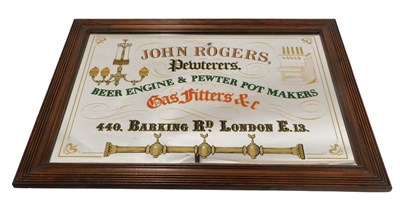 JOHN ROGERS,
Pewterers.
BEER ENGINE & PEWTER POT MAKERS
Gas Fitters & c
440. BARKING RD. LONDON E.13.